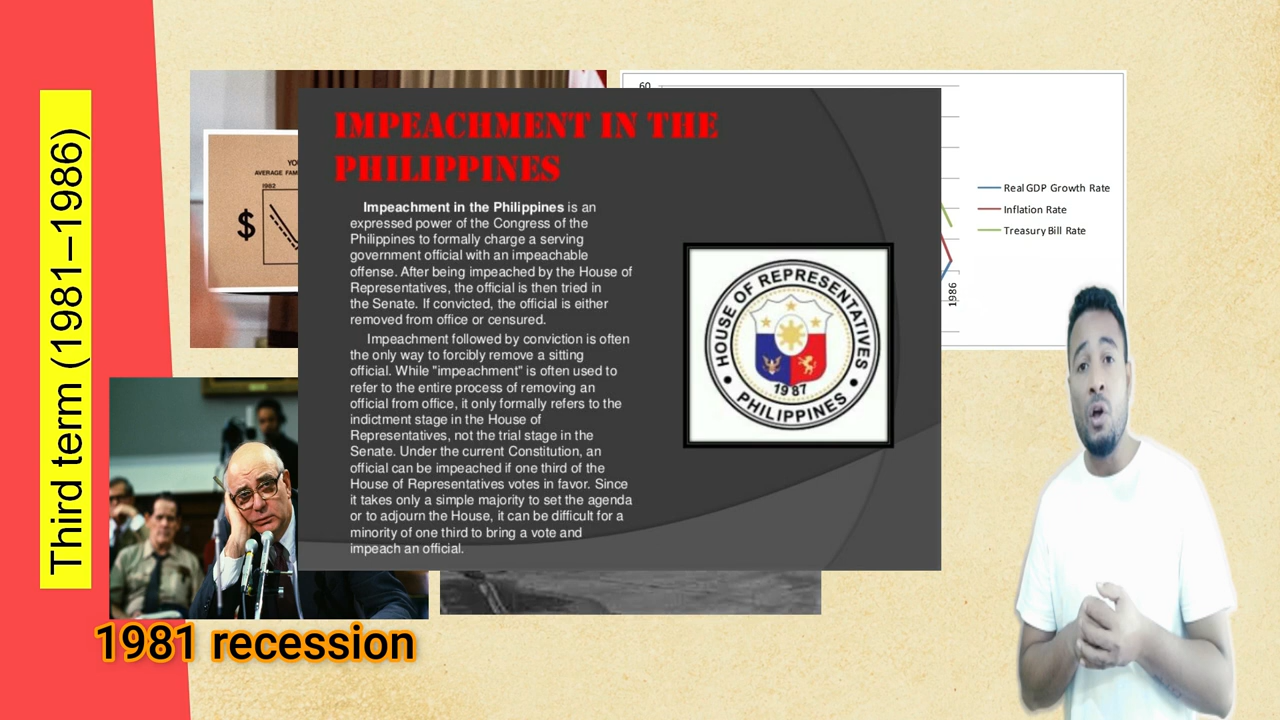 Third term (1981–1986)
60
YO
AVERAGE FAM
1982
$
IMPEACHMENT IN THE
PHILIPPINES
Impeachment in the Philippines is an
expressed power of the Congress of the
Philippines to formally charge a serving
government official with an impeachable
offense. After being impeached by the House of
Representatives, the official is then tried in
the Senate. If convicted, the official is either
removed from office or censured.
Impeachment followed by conviction is often
the only way to forcibly remove a sitting
official. While "impeachment" is often used to
refer to the entire process of removing an
official from office, it only formally refers to the
indictment stage in the House of
Representatives, not the trial stage in the
Senate. Under the current Constitution, an
official can be impeached if one third of the
House of Representatives votes in favor. Since
it takes only a simple majority to set the agenda
or to adjourn the House, it can be difficult for a
minority of one third to bring a vote and
impeach an official.
HOUSE OF REPRESENTATIVES
1987
PHILIPPINES
Real GDP Growth Rate
Inflation Rate
Treasury Bill Rate
1986
1981 recession